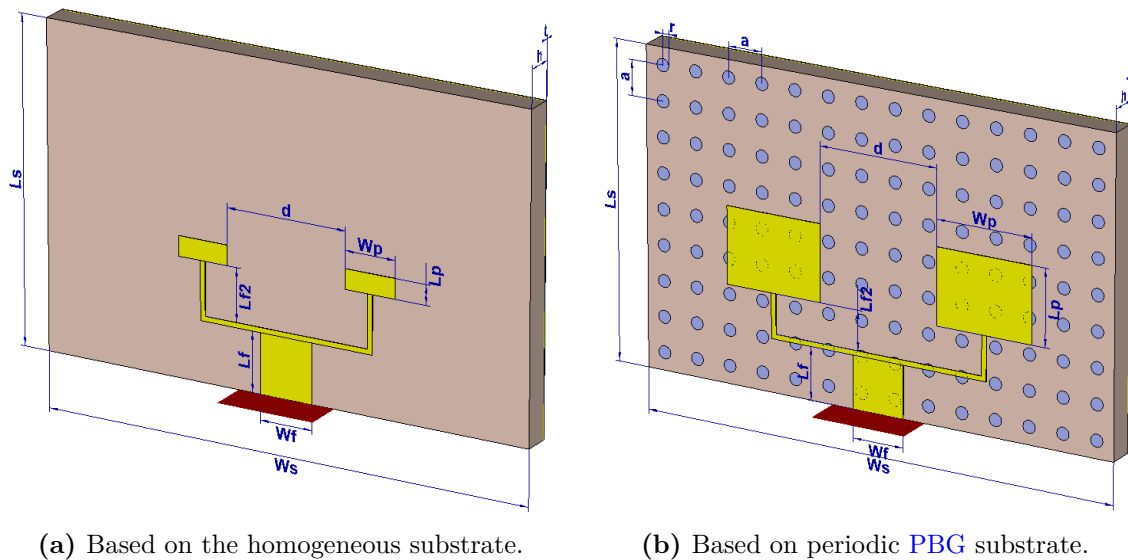 t
h
Ls
d
Wp
Lp
Lf2
Lf
Wf
Ws
(a) Based on the homogeneous substrate.
r
a
a
h
d
Ls
Wp
Lf2
Lp
Lf
Wf
Ws
(b) Based on periodic PBG substrate.